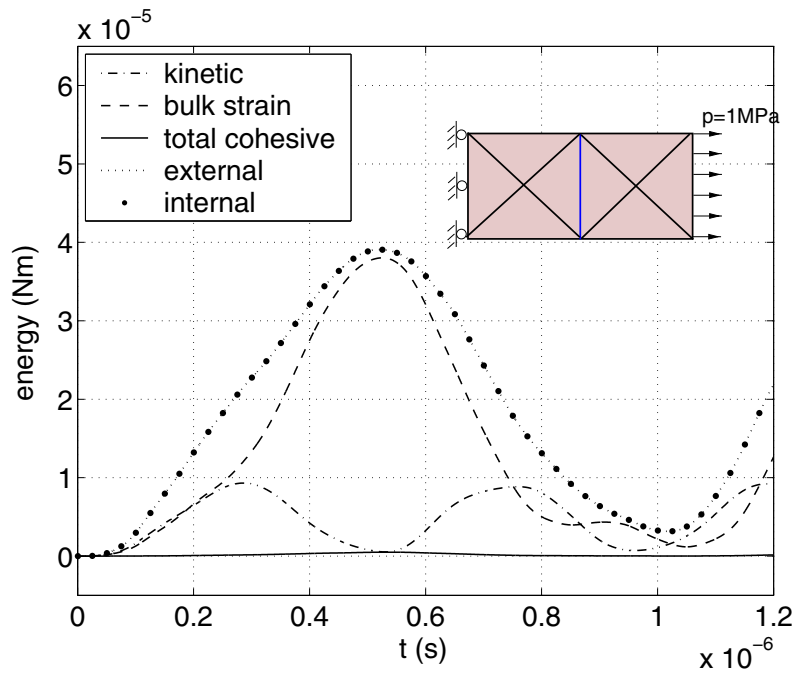 x 10⁻⁵
6
5
4
3
2
1
0
energy (Nm)
kinetic
bulk strain
total cohesive
external
internal
p=1MPa
0
0.2
0.4
0.6
0.8
1
1.2
t (s)
x 10⁻⁶